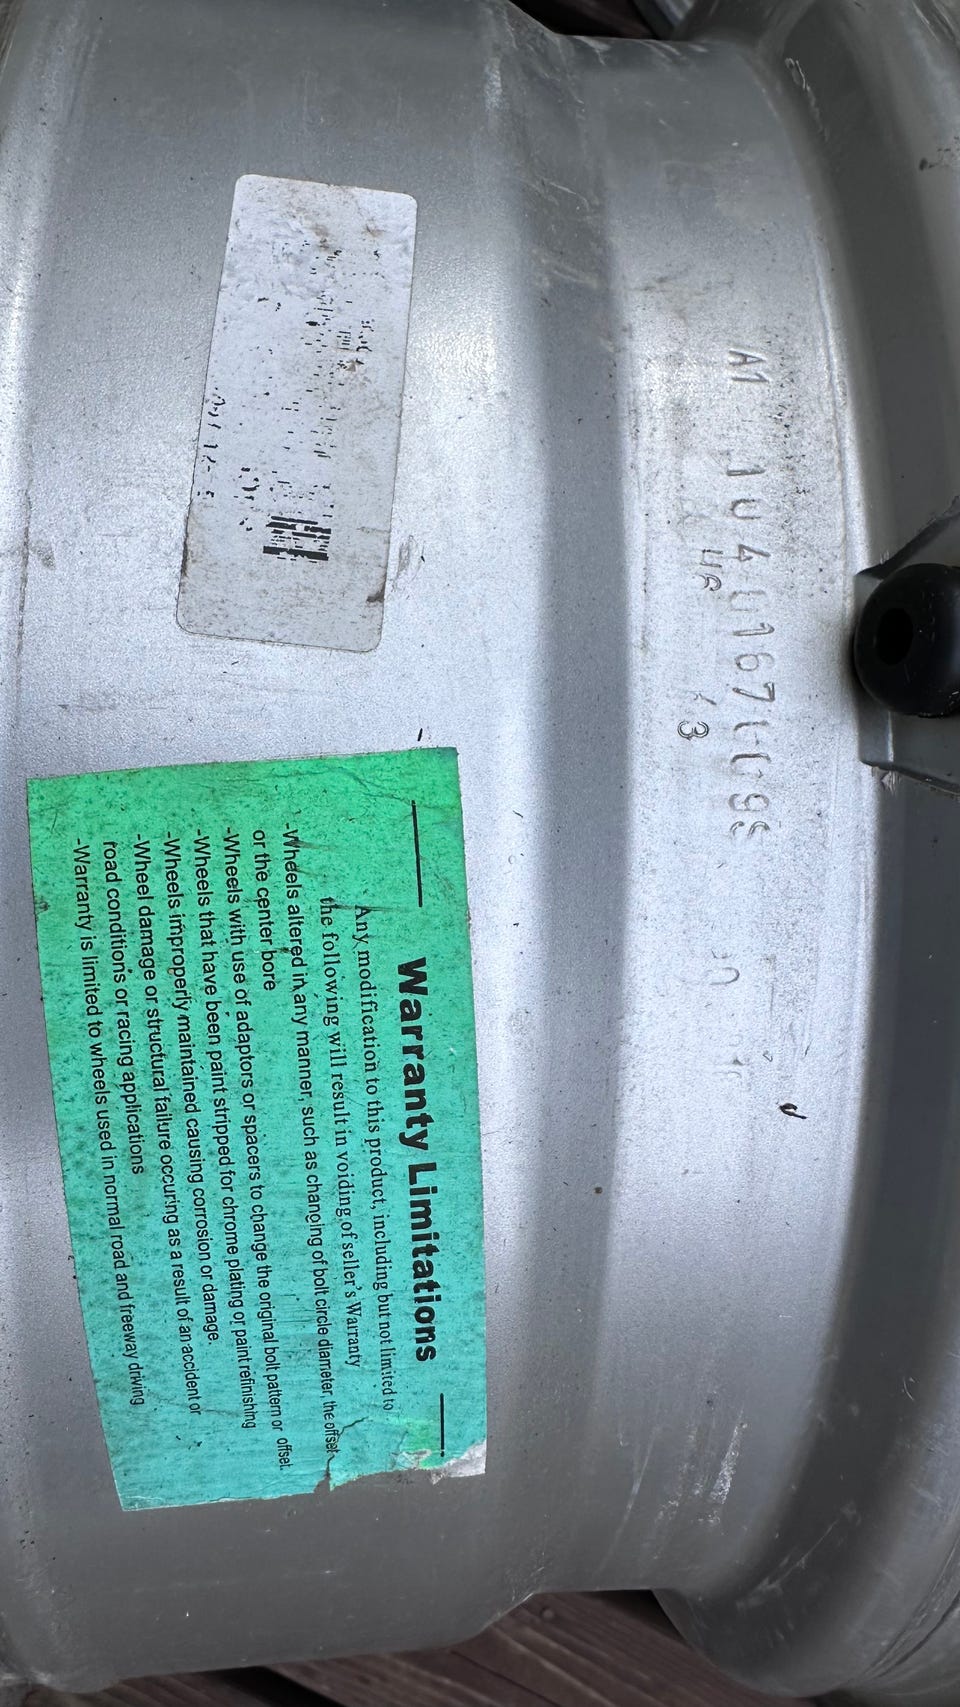 Warranty Limitations
Any modification to this product, including but not limited to
the following will result in voiding of seller's Warranty
-Wheels altered in any manner, such as changing of bolt circle diameter, the offset
or the center bore
-Wheels with use of adaptors or spacers to change the original bolt pattern or offset.
-Wheels that have been paint stripped for chrome plating or paint refinishing
-Wheels improperly maintained causing corrosion or damage.
-Wheel damage or structural failure occuring as a result of an accident or
road conditions or racing applications
-Warranty is limited to wheels used in normal road and freeway driving
A1
3